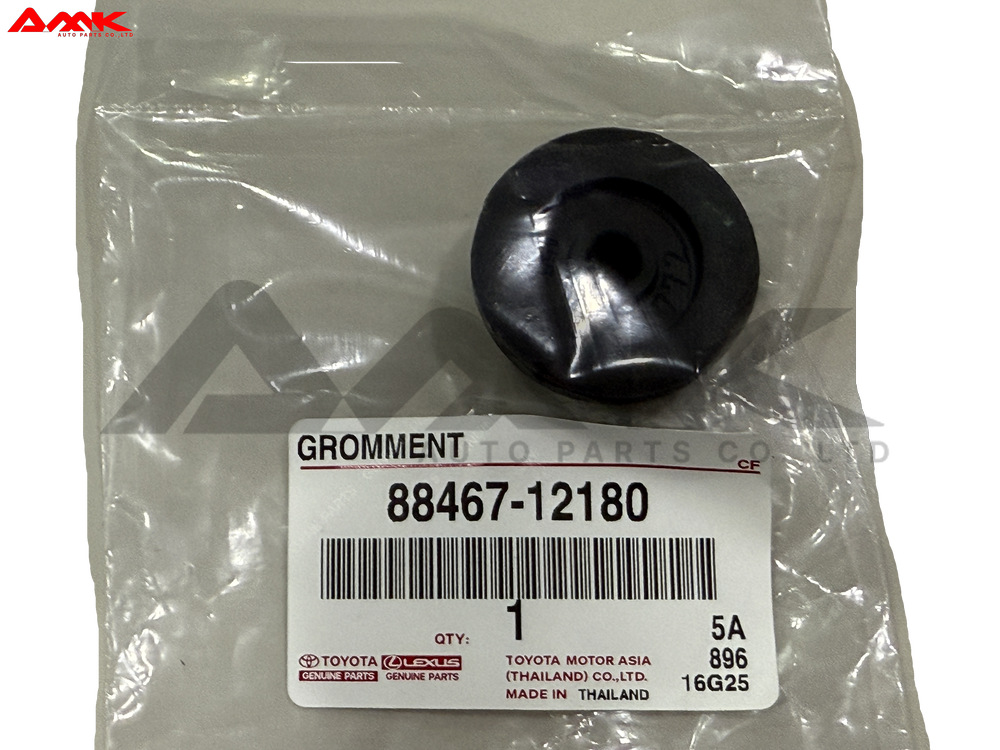 AMK
AUTO PARTS CO.,LTD
AMK
AUTO PARTS CO.,LTD
GROMMENT
CF
88467-12180
QTY: 1
5A
896
16G25
TOYOTA
GENUINE PARTS
LEXUS
GENUINE PARTS
TOYOTA MOTOR ASIA
(THAILAND) CO.,LTD.
MADE IN THAILAND